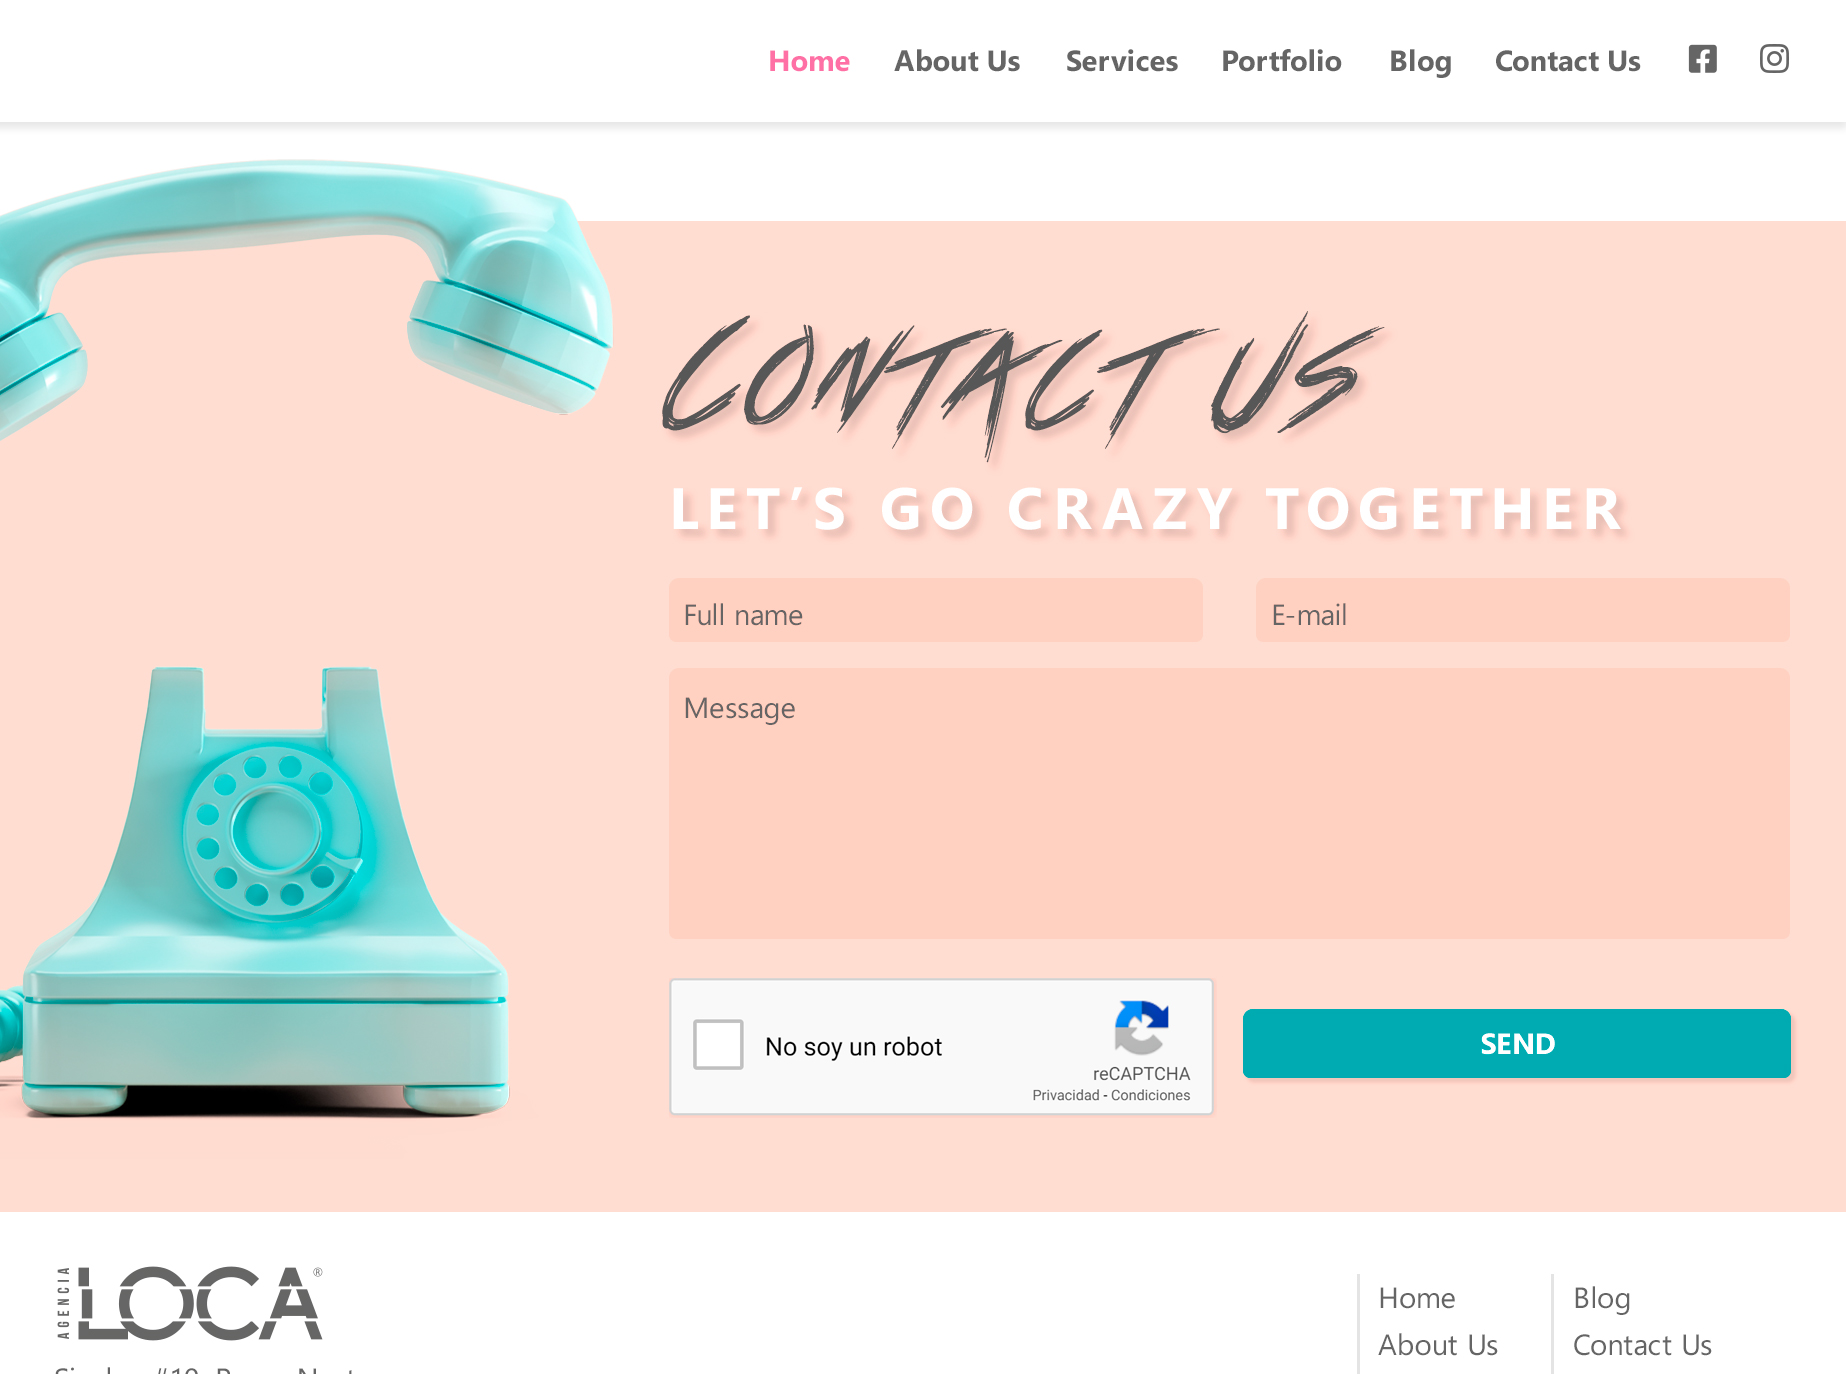 Home About Us Services Portfolio Blog Contact Us
CONTACT US
LET'S GO CRAZY TOGETHER
Full name E-mail
Message
No soy un robot
reCAPTCHA
Privacidad - Condiciones
SEND
AGENCIA LOCA®
Home Blog
About Us Contact Us